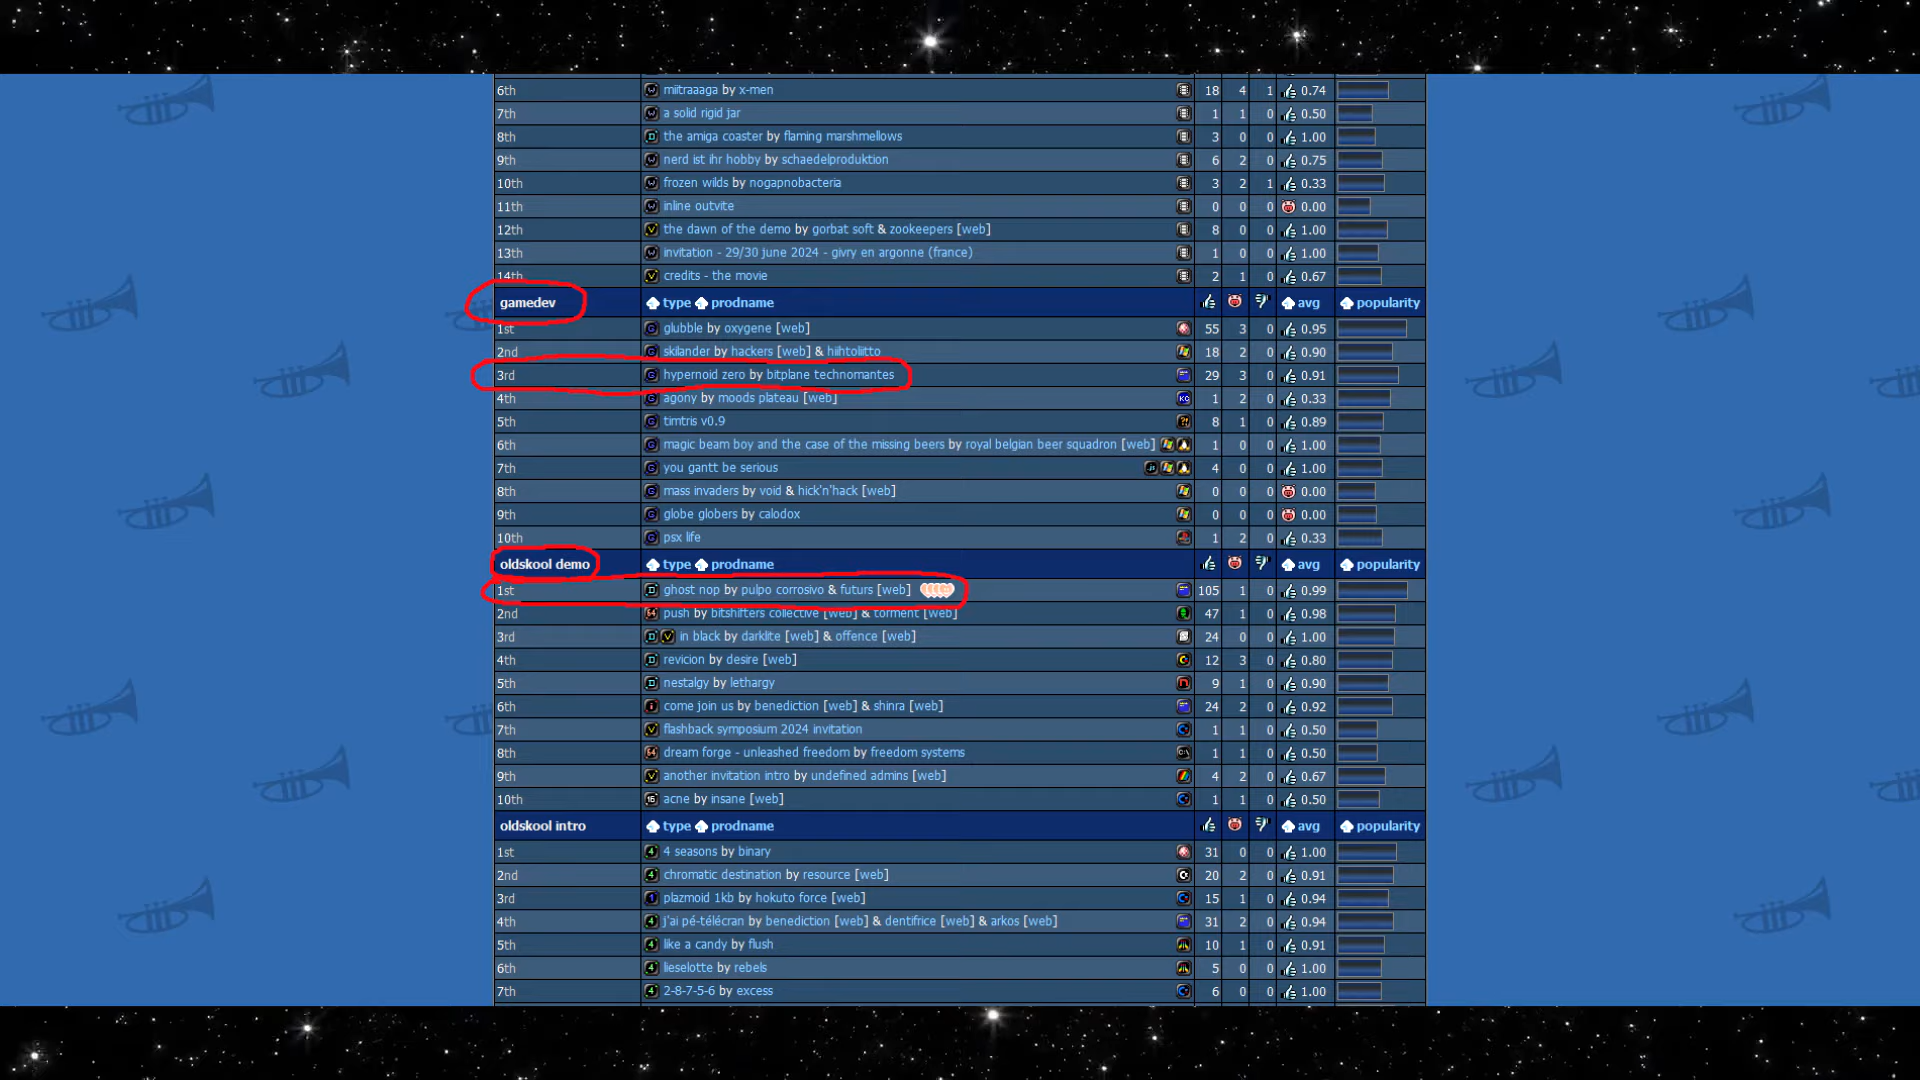 6th miitraaaga by x-men 18 4 1 0.74
7th a solid rigid jar 1 1 0 0.50
8th the amiga coaster by flaming marshmellows 3 0 0 1.00
9th nerd ist ihr hobby by schaedelproduktion 6 2 0 0.75
10th frozen wilds by nogapnobacteria 3 2 1 0.33
11th inline outvite 0 0 0 0.00
12th the dawn of the demo by gorbat soft & zookeepers [web] 8 0 0 1.00
13th invitation - 29/30 june 2024 - givry en argonne (france) 1 0 0 1.00
14th credits - the movie 2 1 0 0.67
gamedev type prodname avg popularity
1st glubble by oxygene [web] 55 3 0 0.95
2nd skilander by hackers [web] & hiihtoliitto 18 2 0 0.90
3rd hypernoid zero by bitplane technomantes 29 3 0 0.91
4th agony by moods plateau [web] 1 2 0 0.33
5th timtris v0.9 8 1 0 0.89
6th magic beam boy and the case of the missing beers by royal belgian beer squadron [web] 1 0 0 1.00
7th you gantt be serious 4 0 0 1.00
8th mass invaders by void & hick'n'hack [web] 0 0 0 0.00
9th globe globers by calodox 0 0 0 0.00
10th psx life 1 2 0 0.33
oldskool demo type prodname avg popularity
1st ghost nop by pulpo corrosivo & futurs [web] 105 1 0 0.99
2nd push by bitshifters collective [web] & torment [web] 47 1 0 0.98
3rd in black by darklite [web] & offence [web] 24 0 0 1.00
4th revicion by desire [web] 12 3 0 0.80
5th nestalgy by lethargy 9 1 0 0.90
6th come join us by benediction [web] & shinra [web] 24 2 0 0.92
7th flashback symposium 2024 invitation 1 1 0 0.50
8th dream forge - unleashed freedom by freedom systems 1 1 0 0.50
9th another invitation intro by undefined admins [web] 4 2 0 0.67
10th acne by insane [web] 1 1 0 0.50
oldskool intro type prodname avg popularity
1st 4 seasons by binary 31 0 0 1.00
2nd chromatic destination by resource [web] 20 2 0 0.91
3rd plazmoid 1kb by hokuto force [web] 15 1 0 0.94
4th j'ai pé-télécran by benediction [web] & dentifrice [web] & arkos [web] 31 2 0 0.94
5th like a candy by flush 10 1 0 0.91
6th lieselotte by rebels 5 0 0 1.00
7th 2-8-7-5-6 by excess 6 0 0 1.00